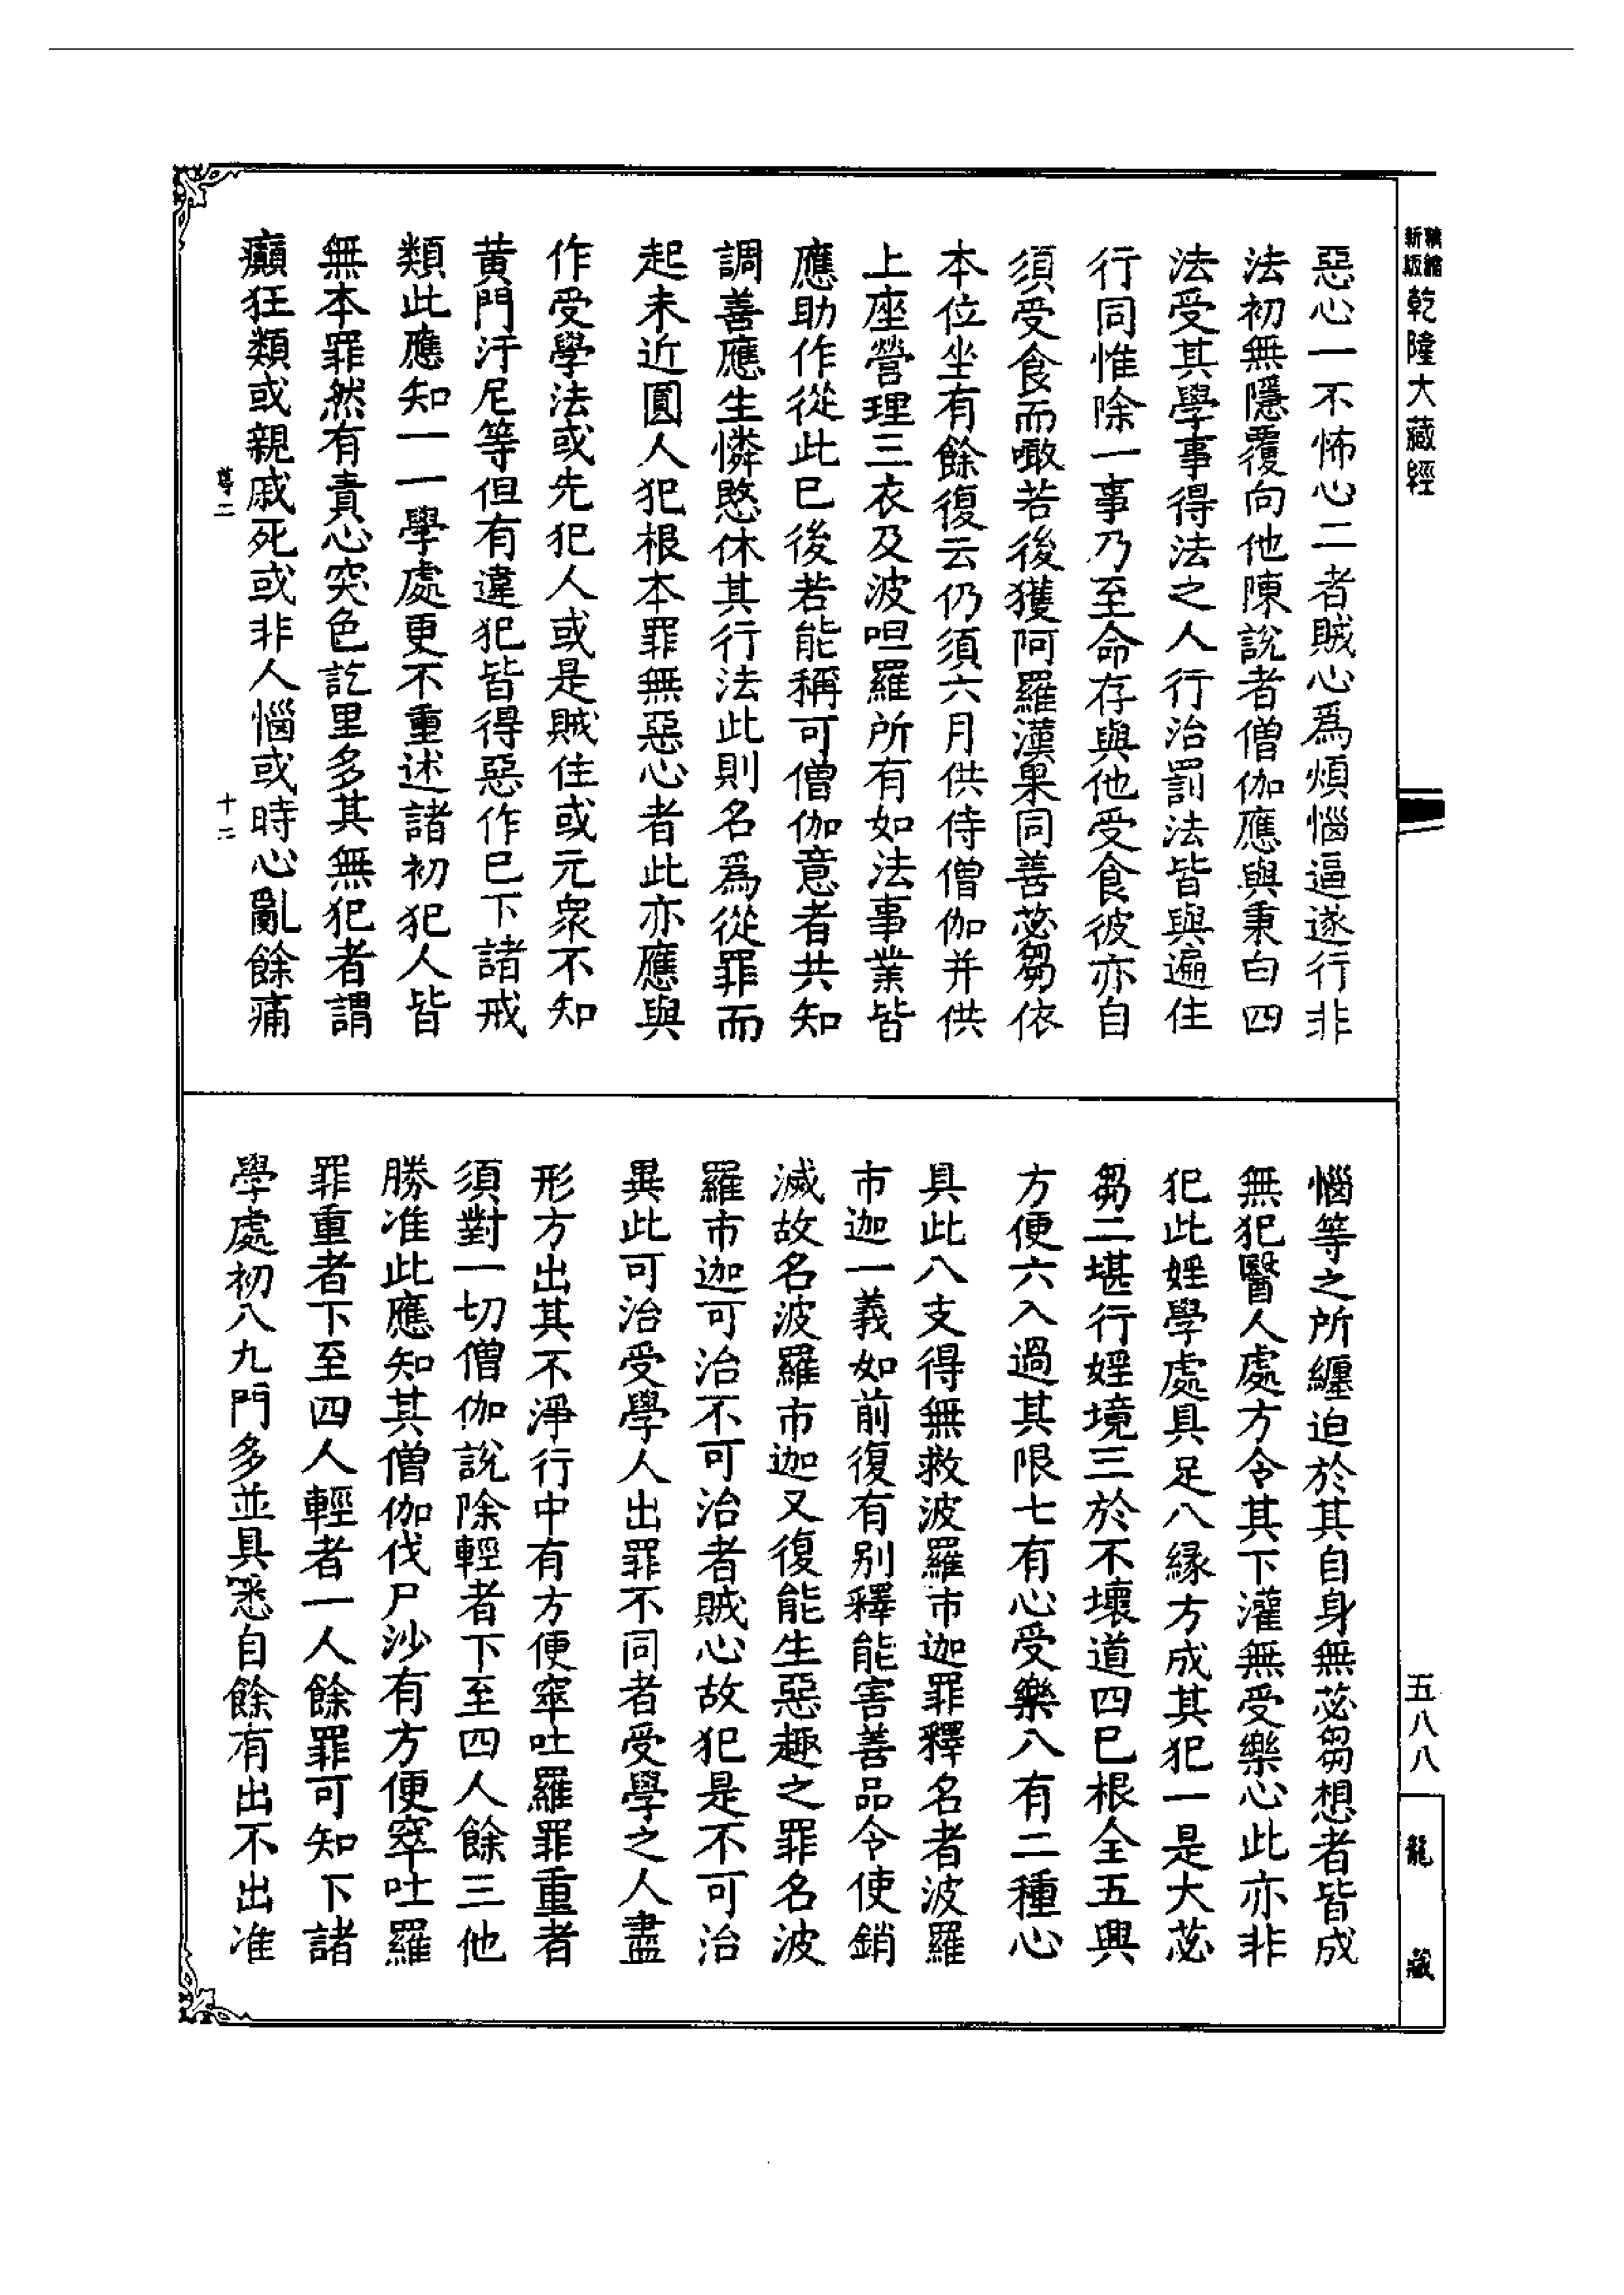 新版精縮乾隆大藏經
惡心一不怖心二者賊心爲煩惱逼遂行非
法初無隱覆向他陳說者僧伽應與秉白四
法受其學事得法之人行治罰法皆與遍住
行同惟除一事乃至命存與他受食彼亦自
須受食而噉若後獲阿羅漢果同善苾芻依
本位坐有餘復云仍須六月供侍僧伽并供
上座營理三衣及波呾羅所有如法事業皆
應助作從此已後若能稱可僧伽意者共知
調善應生憐愍休其行法此則名爲從罪而
起未近圓人犯根本罪無惡心者此亦應與
作受學法或先犯人或是賊住或元衆不知
黃門汙尼等但有違犯皆得惡作已下諸戒
類此應知一一學處更不重述諸初犯人皆
無本罪然有責心突色訖里多其無犯者謂
癲狂類或親戚死或非人惱或時心亂餘痛
尊二
十二
惱等之所纏迫於其自身無苾芻想者皆成
無犯醫人處方令其下灌無受樂心此亦非
犯此婬學處具足八緣方成其犯一是大苾
芻二堪行婬境三於不壞道四已根全五興
方便六入過其限七有心受樂八有二種心
具此八支得無救波羅市迦罪釋名者波羅
市迦一義如前復有別釋能害善品令使銷
滅故名波羅市迦又復能生惡趣之罪名波
羅市迦可治不可治者賊心故犯是不可治
異此可治受學人出罪不同者受學之人盡
形方出其不淨行中有方便窣吐羅罪重者
須對一切僧伽說除輕者下至四人餘三他
勝准此應知其僧伽伐尸沙有方便窣吐羅
罪重者下至四人輕者一人餘罪可知下諸
學處初八九門多並具悉自餘有出不出准
五八八
龍藏